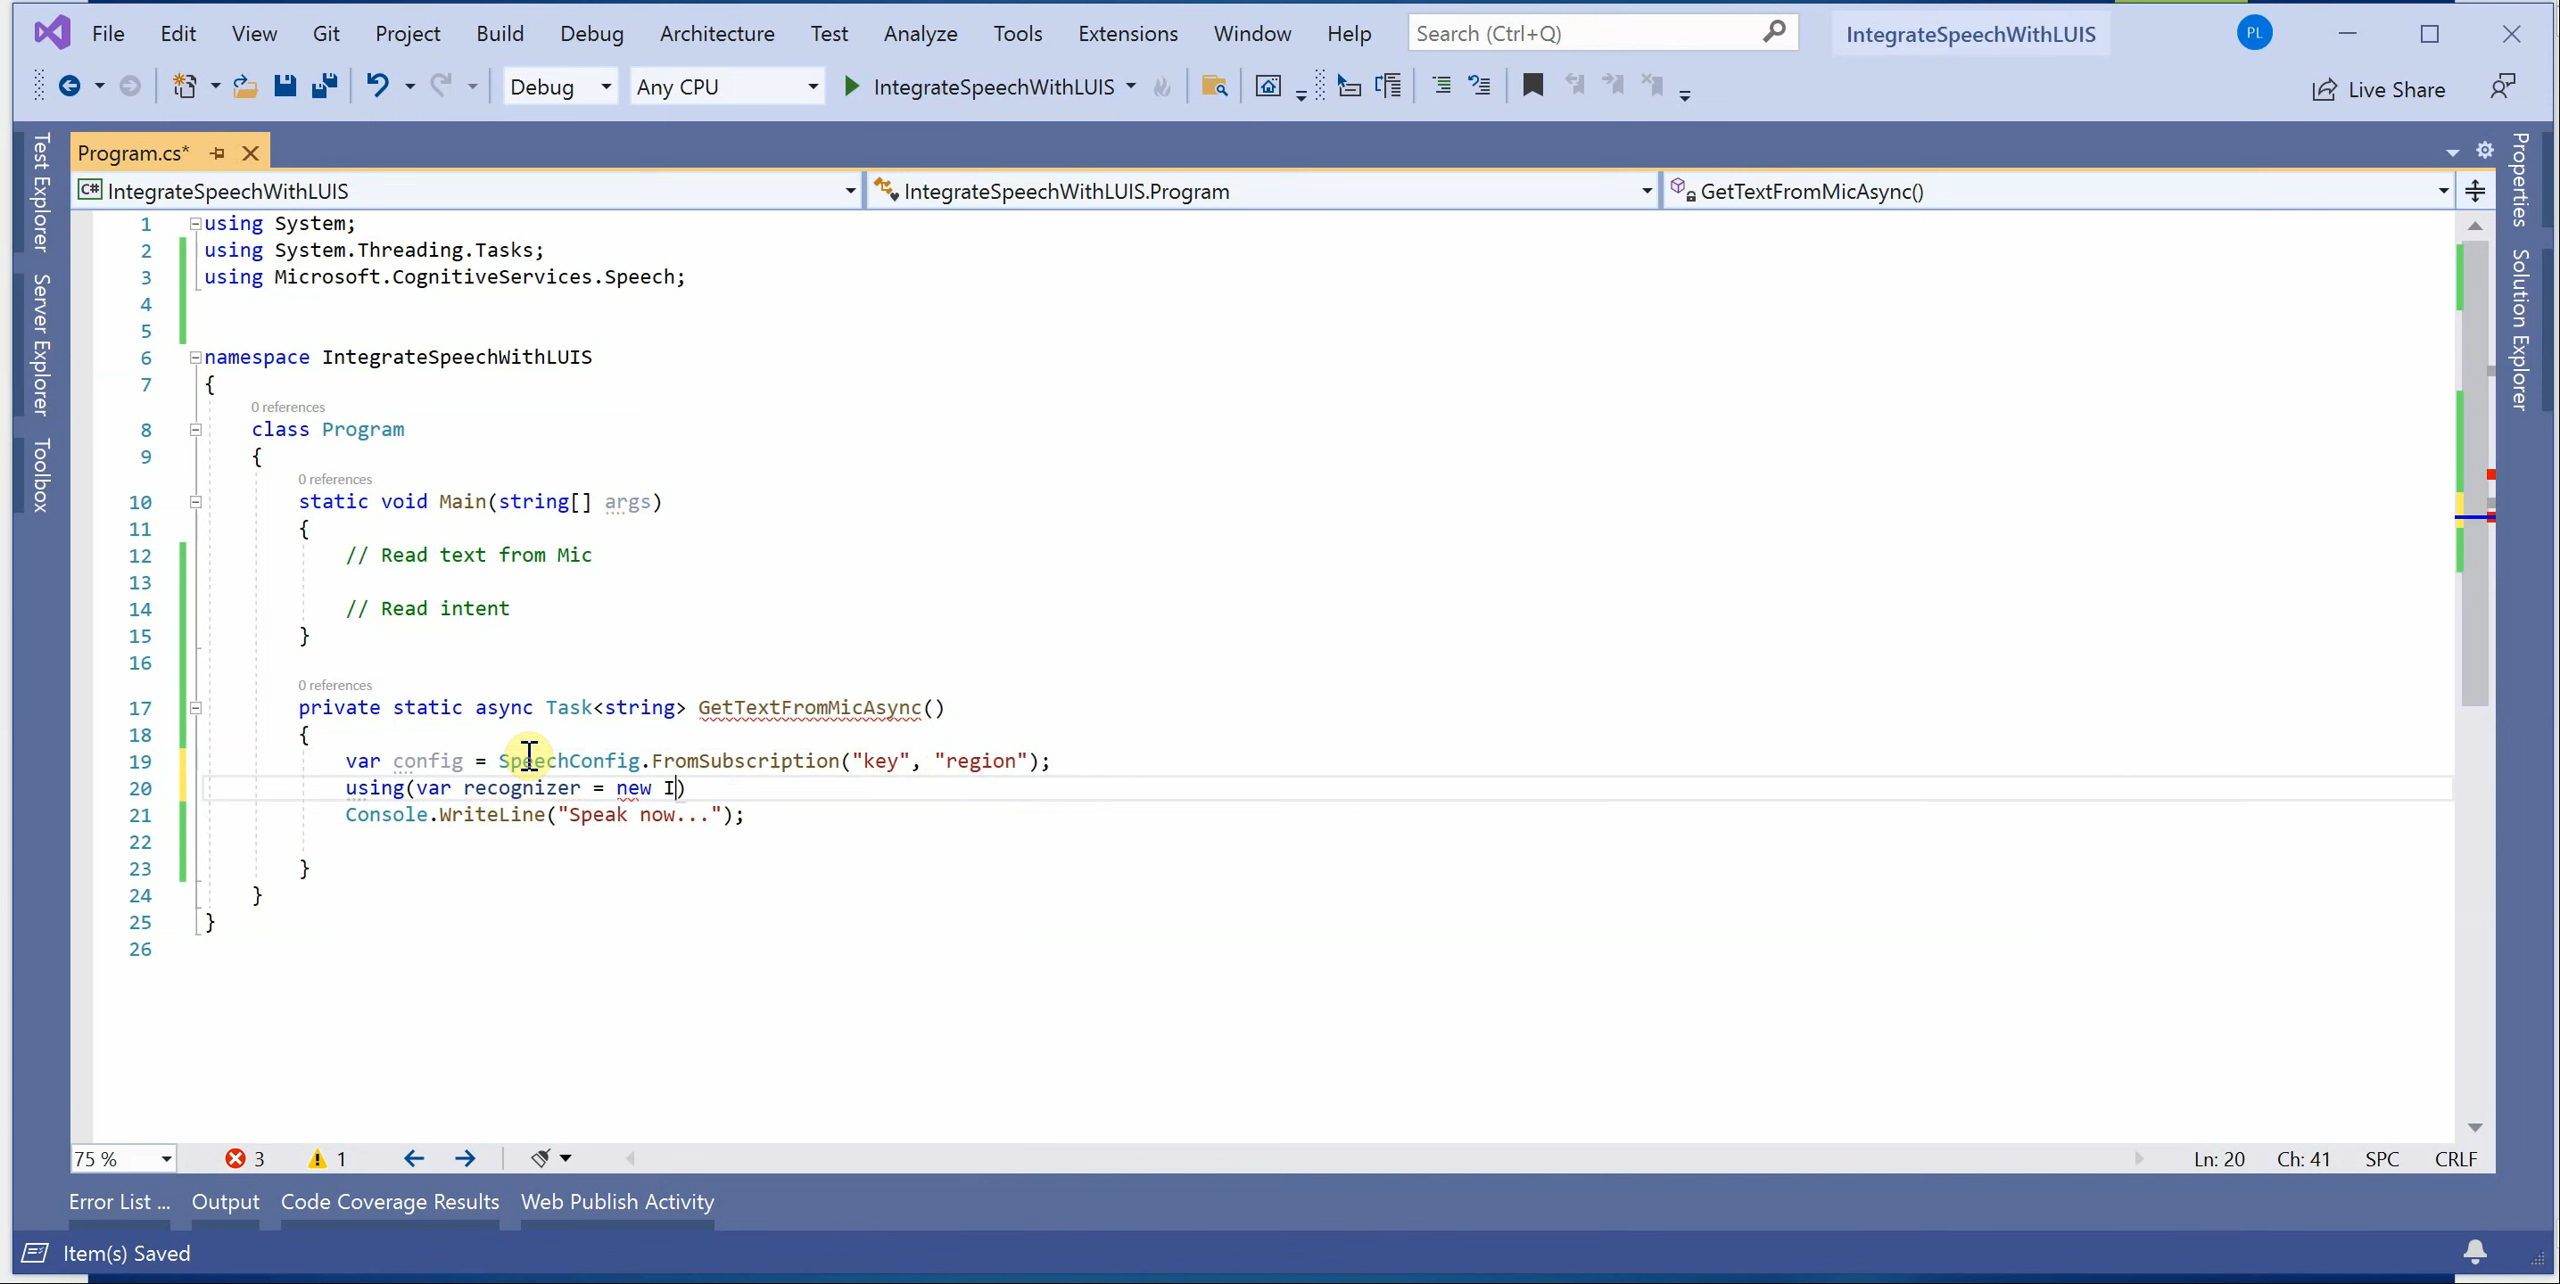 File Edit View Git Project Build Debug Architecture Test Analyze Tools Extensions Window Help Search (Ctrl+Q) IntegrateSpeechWithLUIS PL
Debug Any CPU IntegrateSpeechWithLUIS Live Share
Program.cs*
C# IntegrateSpeechWithLUIS IntegrateSpeechWithLUIS.Program GetTextFromMicAsync()
Test Explorer
Server Explorer
Toolbox
Properties
Solution Explorer
1 using System;
2 using System.Threading.Tasks;
3 using Microsoft.CognitiveServices.Speech;
4
5
6 namespace IntegrateSpeechWithLUIS
7 {
0 references
8 class Program
9 {
0 references
10 static void Main(string[] args)
11 {
12 // Read text from Mic
13
14 // Read intent
15 }
16
0 references
17 private static async Task<string> GetTextFromMicAsync()
18 {
19 var config = SpeechConfig.FromSubscription("key", "region");
20 using(var recognizer = new I)
21 Console.WriteLine("Speak now...");
22
23 }
24 }
25 }
26
75 % 3 1 Ln: 20 Ch: 41 SPC CRLF
Error List ... Output Code Coverage Results Web Publish Activity
Item(s) Saved